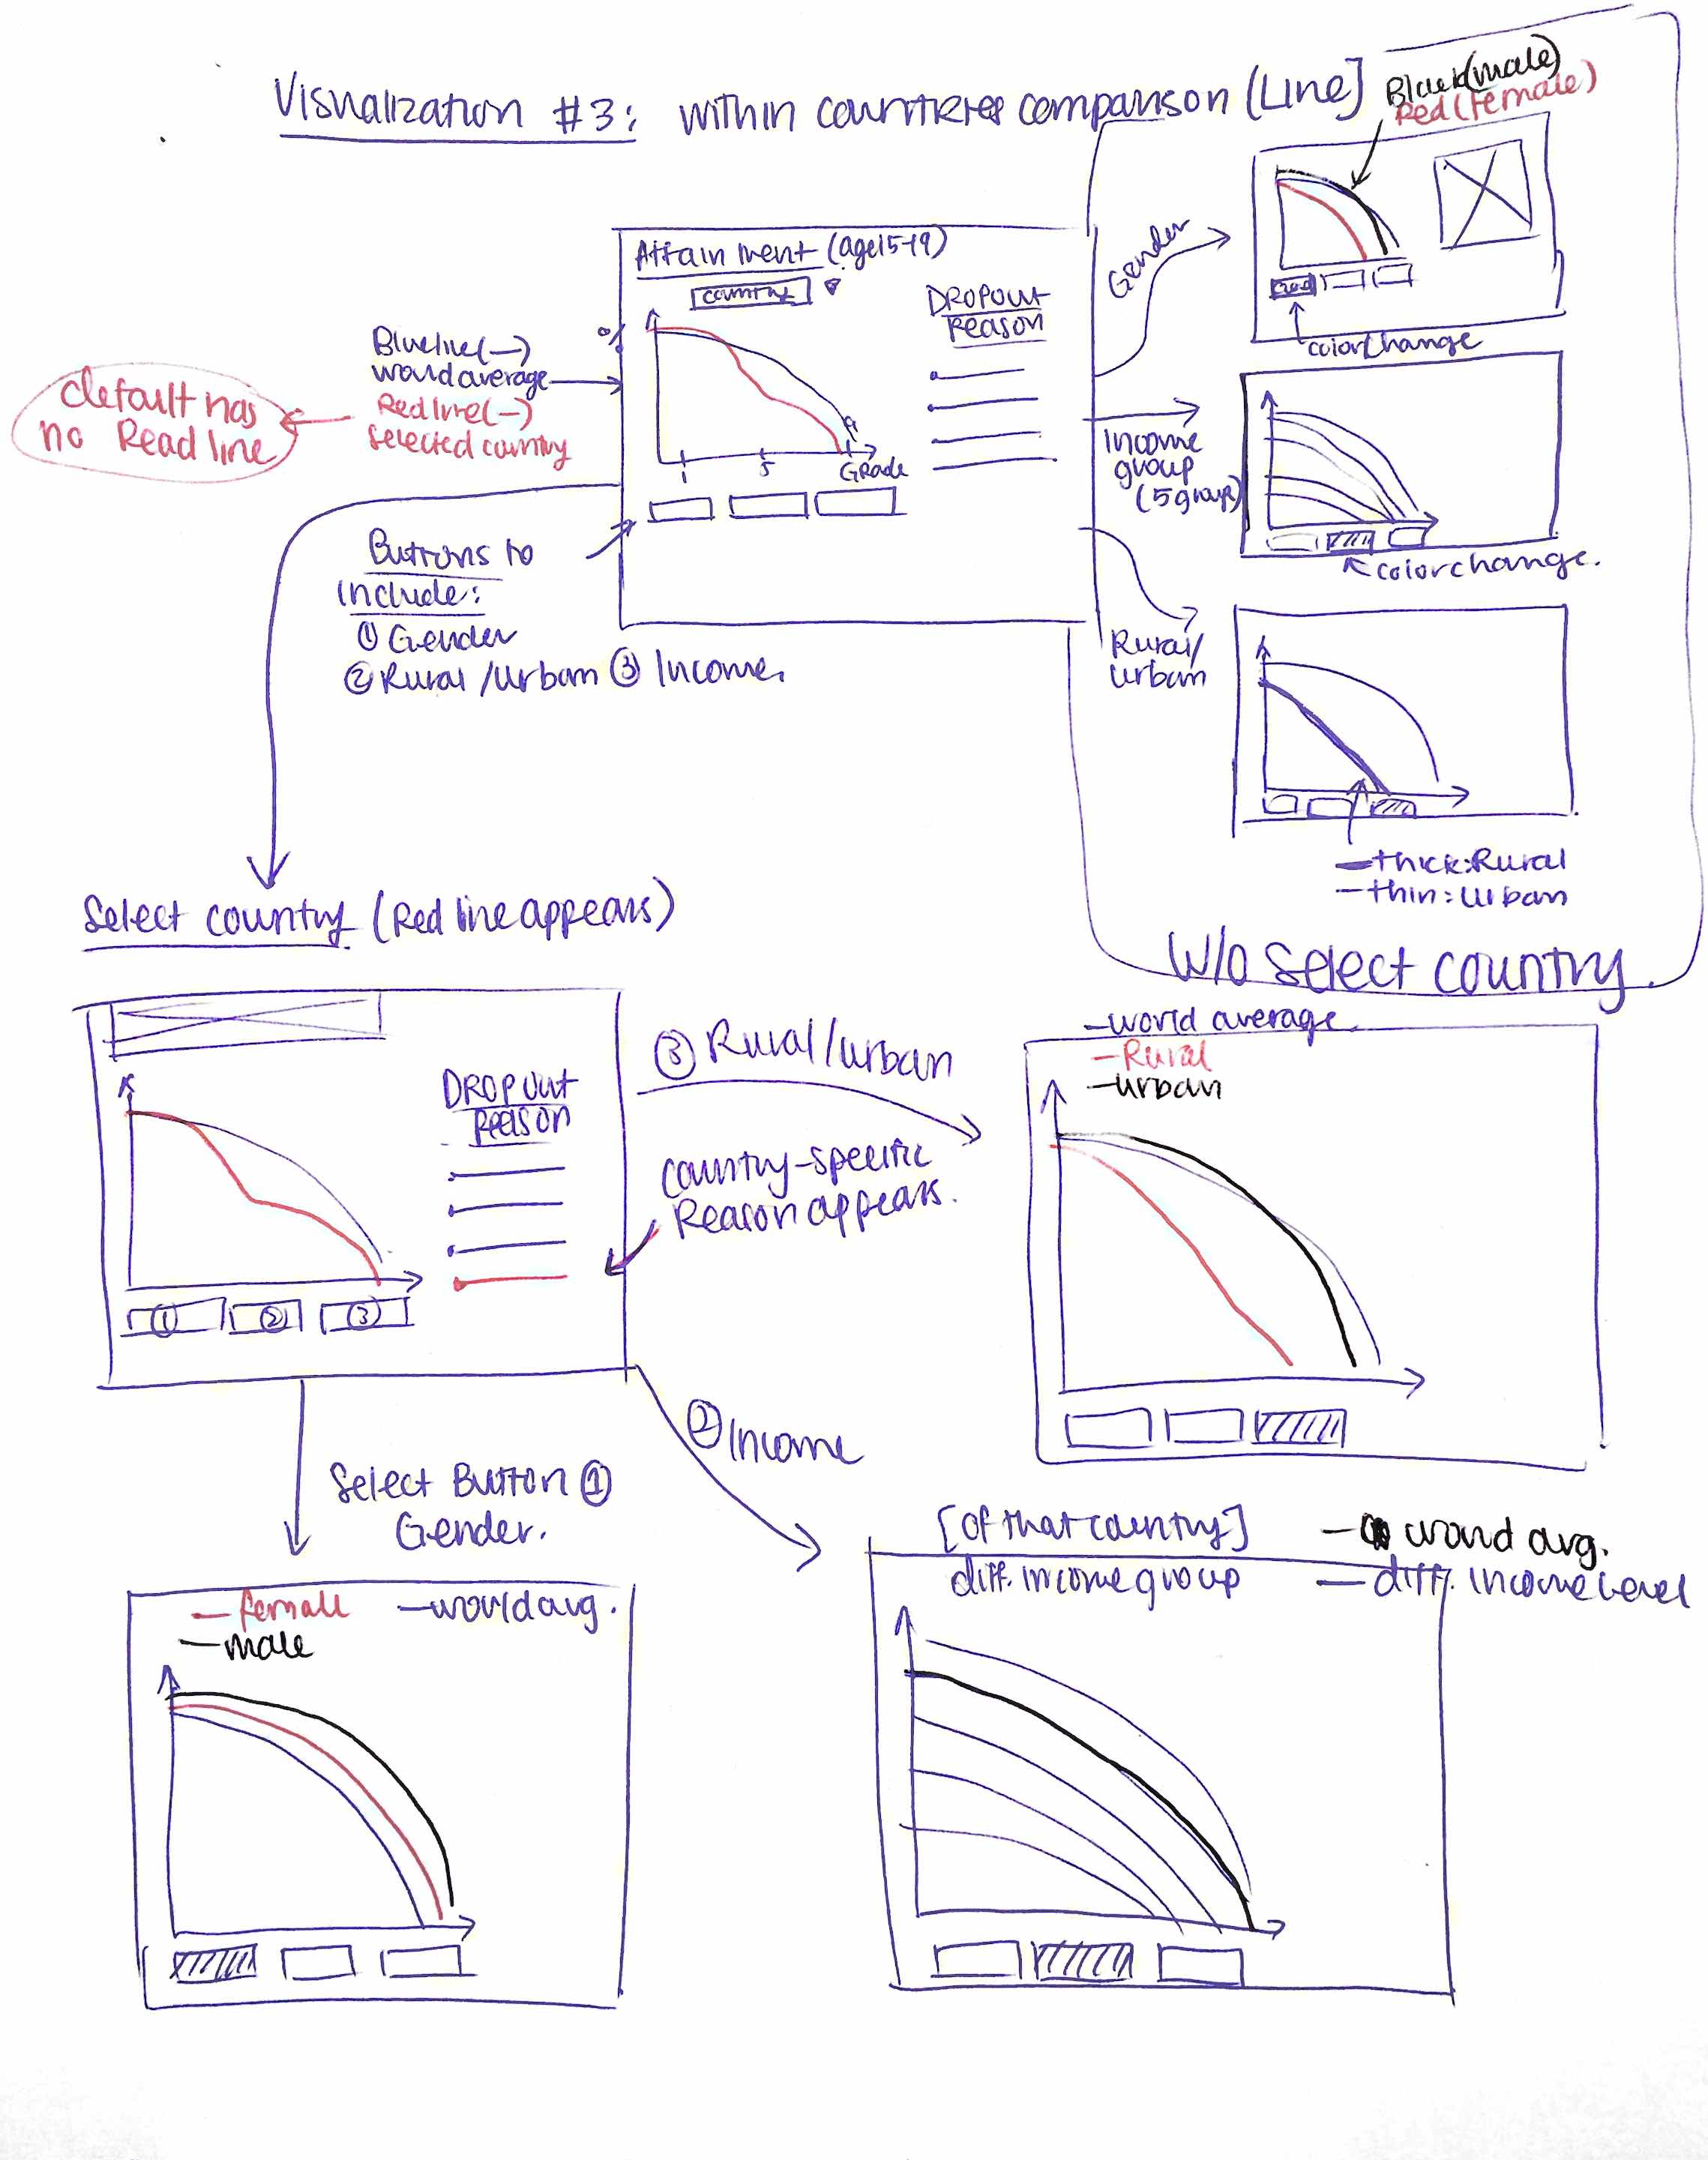 Visualization #3: within countries comparison (Line)
Black(male)
Red (Female)
Attainment (age15-19)
country
%
1
5
9
Grade
DROPOUT
Reason
Blueline(—)
world average
Red line(—)
Selected country
default has
no Read line
Buttons to
Include:
① Gender
② Rural/Urban ③ Income.
Gender
colorchange
Income
group
(5 group)
colorchange.
Rural/
urban
—thick:Rural
—thin:Urban
W/o select country.
Select country (Red line appears)
DROPOUT
Reason
① ② ③
③ Rural/urban
Country-specific
Reason appears.
—world average.
—Rural
—urban
② Income
Select Button ①
Gender.
—female —world avg.
—male
[of that country]
diff. income group
— world avg.
— diff. Income Level